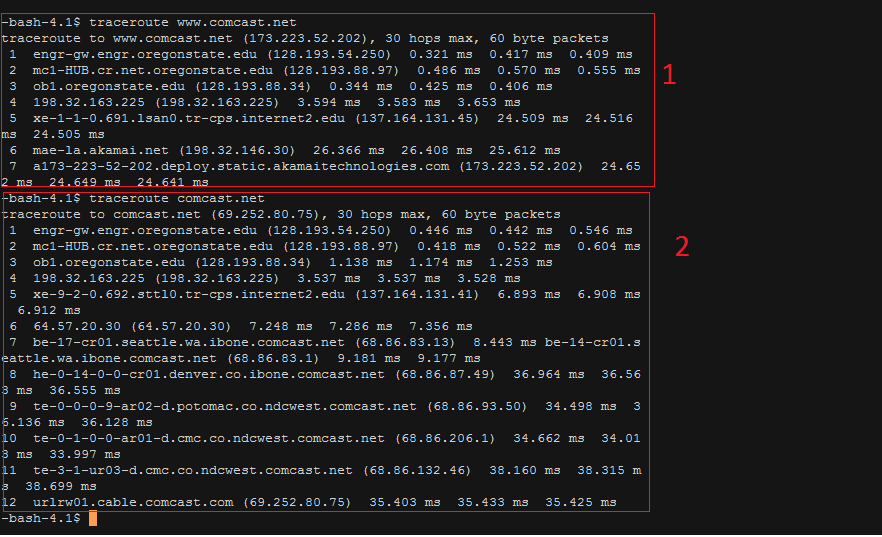 -bash-4.1$ traceroute www.comcast.net
traceroute to www.comcast.net (173.223.52.202), 30 hops max, 60 byte packets
 1  engr-gw.engr.oregonstate.edu (128.193.54.250)  0.321 ms  0.417 ms  0.409 ms
 2  mc1-HUB.cr.net.oregonstate.edu (128.193.88.97)  0.486 ms  0.570 ms  0.555 ms
 3  ob1.oregonstate.edu (128.193.88.34)  0.344 ms  0.425 ms  0.406 ms
 4  198.32.163.225 (198.32.163.225)  3.594 ms  3.583 ms  3.653 ms
 5  xe-1-1-0.691.lsan0.tr-cps.internet2.edu (137.164.131.45)  24.509 ms  24.516
ms  24.505 ms
 6  mae-la.akamai.net (198.32.146.30)  26.366 ms  26.408 ms  25.612 ms
 7  a173-223-52-202.deploy.static.akamaitechnologies.com (173.223.52.202)  24.65
2 ms  24.649 ms  24.641 ms
1
-bash-4.1$ traceroute comcast.net
traceroute to comcast.net (69.252.80.75), 30 hops max, 60 byte packets
 1  engr-gw.engr.oregonstate.edu (128.193.54.250)  0.446 ms  0.442 ms  0.546 ms
 2  mc1-HUB.cr.net.oregonstate.edu (128.193.88.97)  0.418 ms  0.522 ms  0.604 ms
 3  ob1.oregonstate.edu (128.193.88.34)  1.138 ms  1.174 ms  1.253 ms
 4  198.32.163.225 (198.32.163.225)  3.537 ms  3.537 ms  3.528 ms
 5  xe-9-2-0.692.sttl0.tr-cps.internet2.edu (137.164.131.41)  6.893 ms  6.908 ms
  6.912 ms
 6  64.57.20.30 (64.57.20.30)  7.248 ms  7.286 ms  7.356 ms
 7  be-17-cr01.seattle.wa.ibone.comcast.net (68.86.83.13)  8.443 ms be-14-cr01.s
eattle.wa.ibone.comcast.net (68.86.83.1)  9.181 ms  9.177 ms
 8  he-0-14-0-0-cr01.denver.co.ibone.comcast.net (68.86.87.49)  36.964 ms  36.56
3 ms  36.555 ms
 9  te-0-0-0-9-ar02-d.potomac.co.ndcwest.comcast.net (68.86.93.50)  34.498 ms  3
6.136 ms  36.128 ms
10  te-0-1-0-0-ar01-d.cmc.co.ndcwest.comcast.net (68.86.206.1)  34.662 ms  34.01
3 ms  33.997 ms
11  te-3-1-ur03-d.cmc.co.ndcwest.comcast.net (68.86.132.46)  38.160 ms  38.315 m
s  38.699 ms
12  urlrw01.cable.comcast.com (69.252.80.75)  35.403 ms  35.433 ms  35.425 ms
2
-bash-4.1$